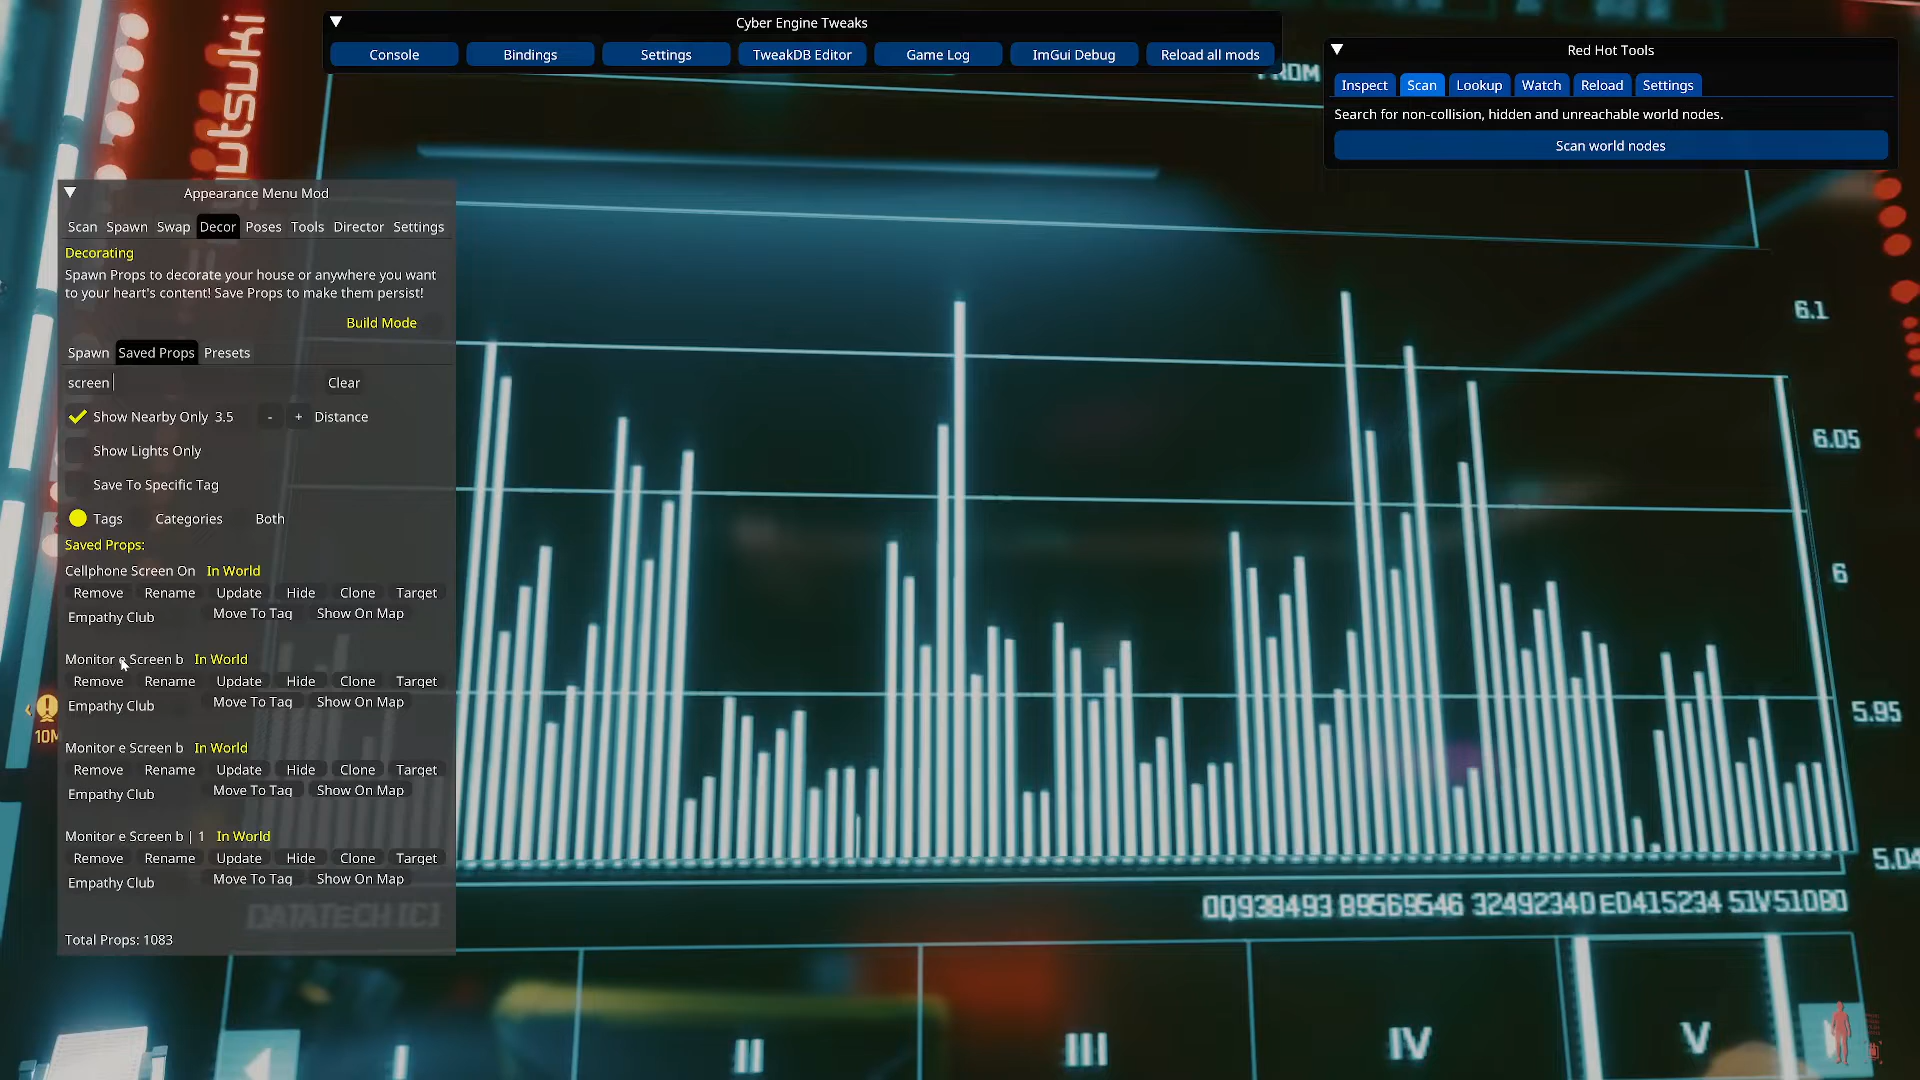 Cyber Engine Tweaks
Console Bindings Settings TweakDB Editor Game Log ImGui Debug Reload all mods
Red Hot Tools
Inspect Scan Lookup Watch Reload Settings
Search for non-collision, hidden and unreachable world nodes.
Scan world nodes
Appearance Menu Mod
Scan Spawn Swap Decor Poses Tools Director Settings
Decorating
Spawn Props to decorate your house or anywhere you want
to your heart's content! Save Props to make them persist!
Build Mode
Spawn Saved Props Presets
screen Clear
Show Nearby Only 3.5 - + Distance
Show Lights Only
Save To Specific Tag
Tags Categories Both
Saved Props:
Cellphone Screen On In World
Remove Rename Update Hide Clone Target
Empathy Club Move To Tag Show On Map
Monitor e Screen b In World
Remove Rename Update Hide Clone Target
Empathy Club Move To Tag Show On Map
Monitor e Screen b In World
Remove Rename Update Hide Clone Target
Empathy Club Move To Tag Show On Map
Monitor e Screen b | 1 In World
Remove Rename Update Hide Clone Target
Empathy Club Move To Tag Show On Map
Total Props: 1083
utsuki
FROM
6.1
6.05
6
5.95
DATATECH [C]
10M
I II III IV V